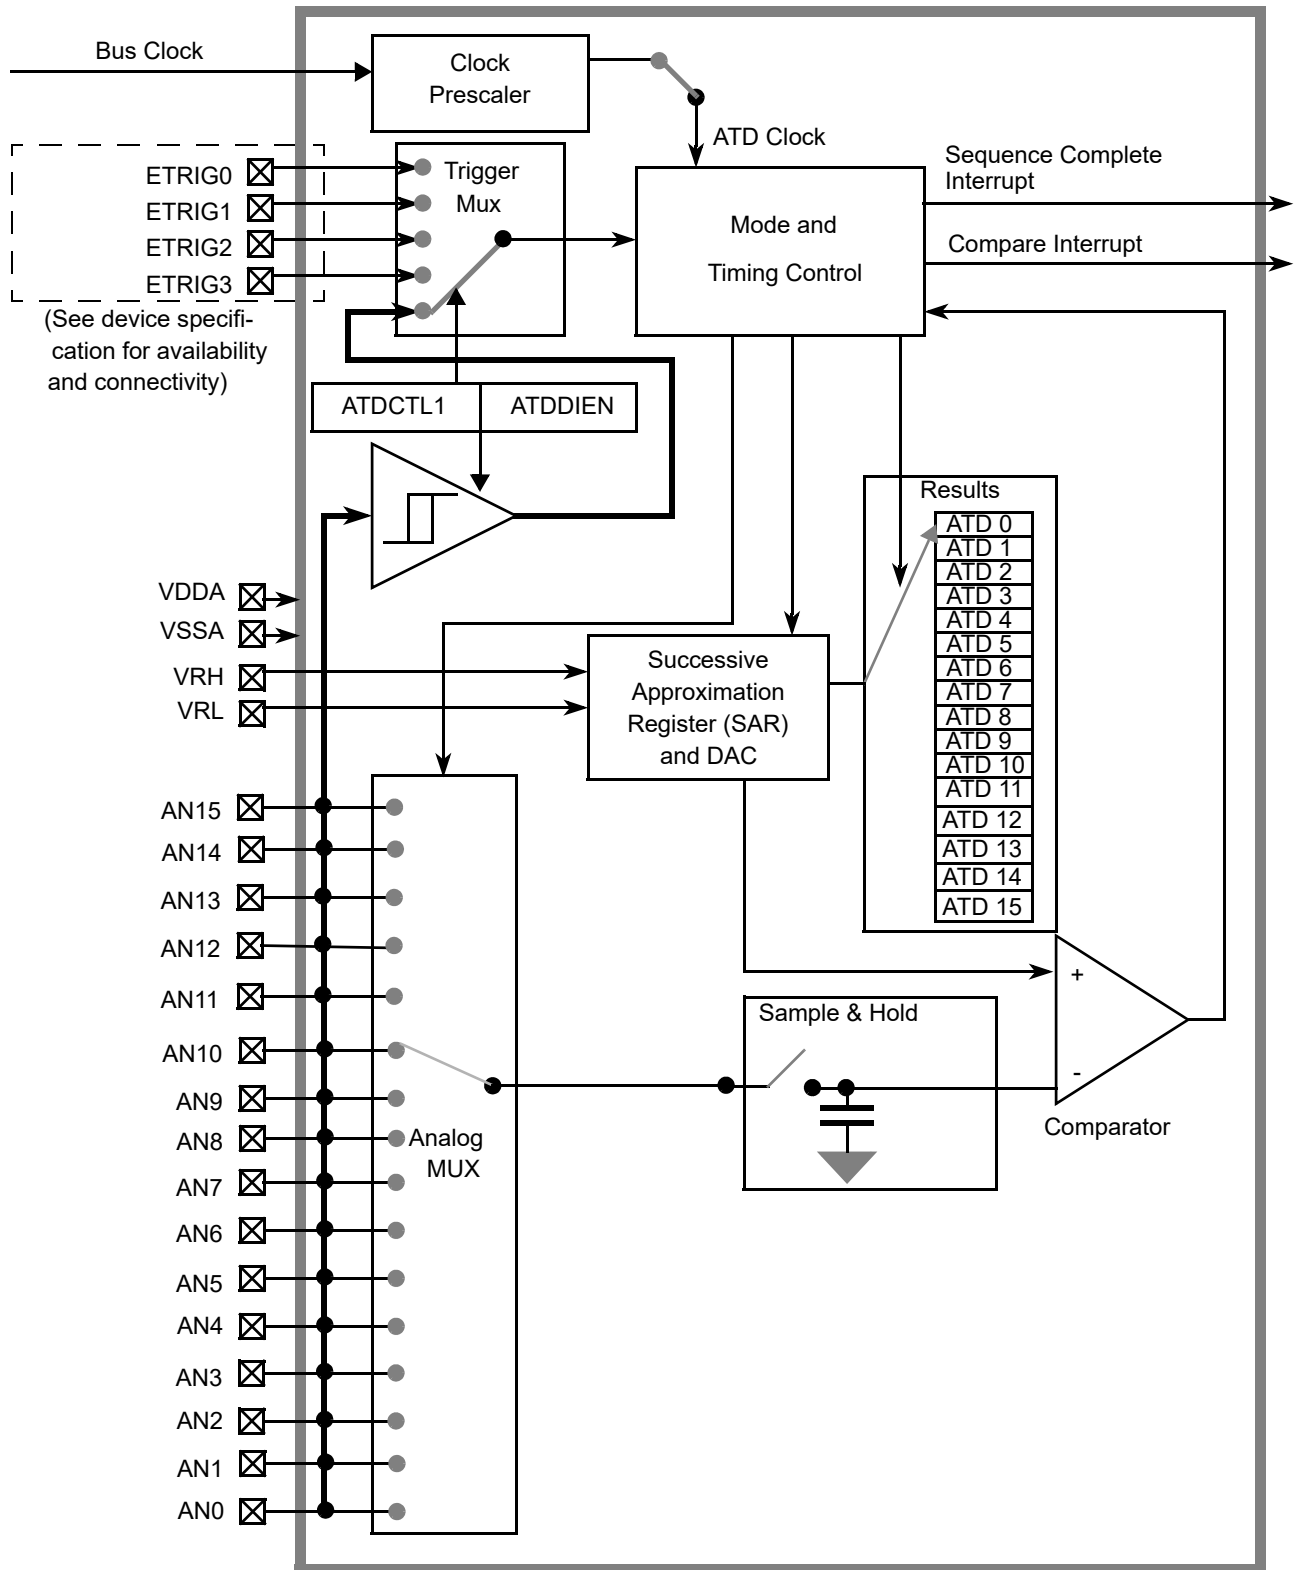 Bus Clock
Clock
Prescaler
ATD Clock
Sequence Complete
Interrupt
Compare Interrupt
ETRIG0
ETRIG1
ETRIG2
ETRIG3
(See device specifi-
cation for availability
and connectivity)
Trigger
Mux
Mode and
Timing Control
ATDCTL1
ATDDIEN
Results
ATD 0
ATD 1
ATD 2
ATD 3
ATD 4
ATD 5
ATD 6
ATD 7
ATD 8
ATD 9
ATD 10
ATD 11
ATD 12
ATD 13
ATD 14
ATD 15
VDDA
VSSA
VRH
VRL
Successive
Approximation
Register (SAR)
and DAC
AN15
AN14
AN13
AN12
AN11
AN10
AN9
AN8
AN7
AN6
AN5
AN4
AN3
AN2
AN1
AN0
Analog
MUX
Sample & Hold
+
-
Comparator